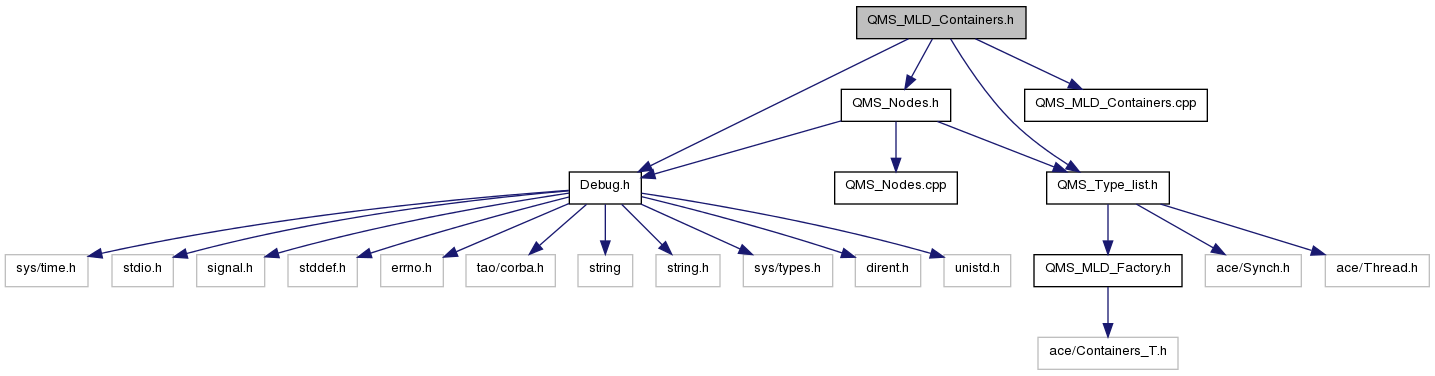 QMS_MLD_Containers.h
QMS_Nodes.h
QMS_MLD_Containers.cpp
Debug.h
QMS_Nodes.cpp
QMS_Type_list.h
sys/time.h
stdio.h
signal.h
stddef.h
errno.h
tao/corba.h
string
string.h
sys/types.h
dirent.h
unistd.h
QMS_MLD_Factory.h
ace/Synch.h
ace/Thread.h
ace/Containers_T.h